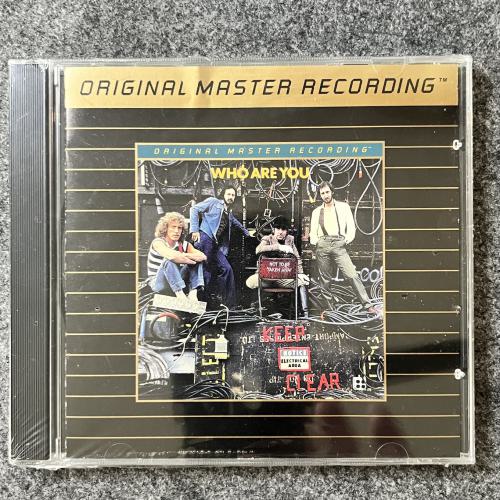 ORIGINAL MASTER RECORDING™
ORIGINAL MASTER RECORDING™
WHO ARE YOU
NOT TO BE
TAKEN AWAY
KEEP
NOTICE
ELECTRICAL
AREA
CLEAR